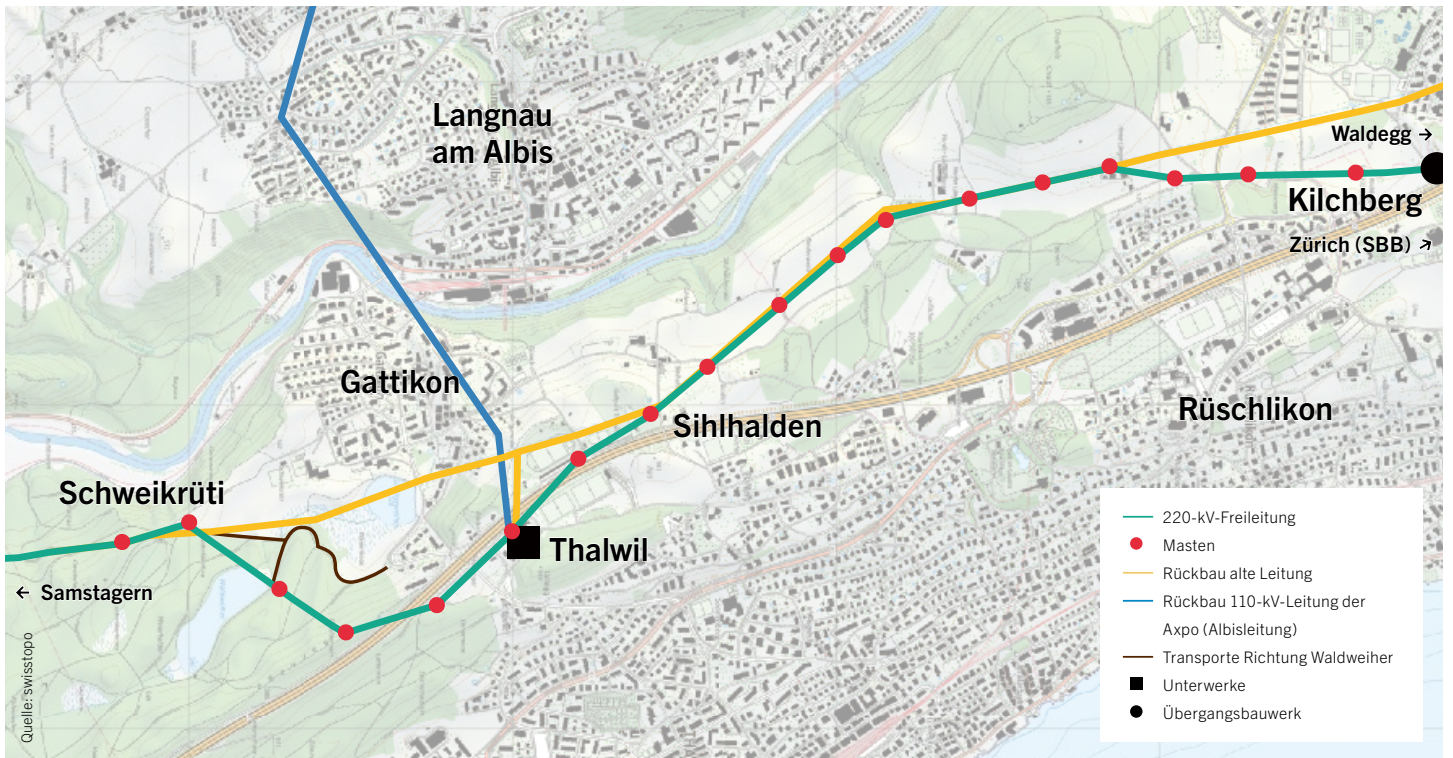 Langnau
am Albis
Waldegg →
Kilchberg
Zürich (SBB) ↗
Gattikon
Sihlhalden
Rüschlikon
Schweikrüti
Thalwil
← Samstagern
Quelle: swisstopo
220-kV-Freileitung
Masten
Rückbau alte Leitung
Rückbau 110-kV-Leitung der
Axpo (Albisleitung)
Transporte Richtung Waldweiher
Unterwerke
Übergangsbauwerk